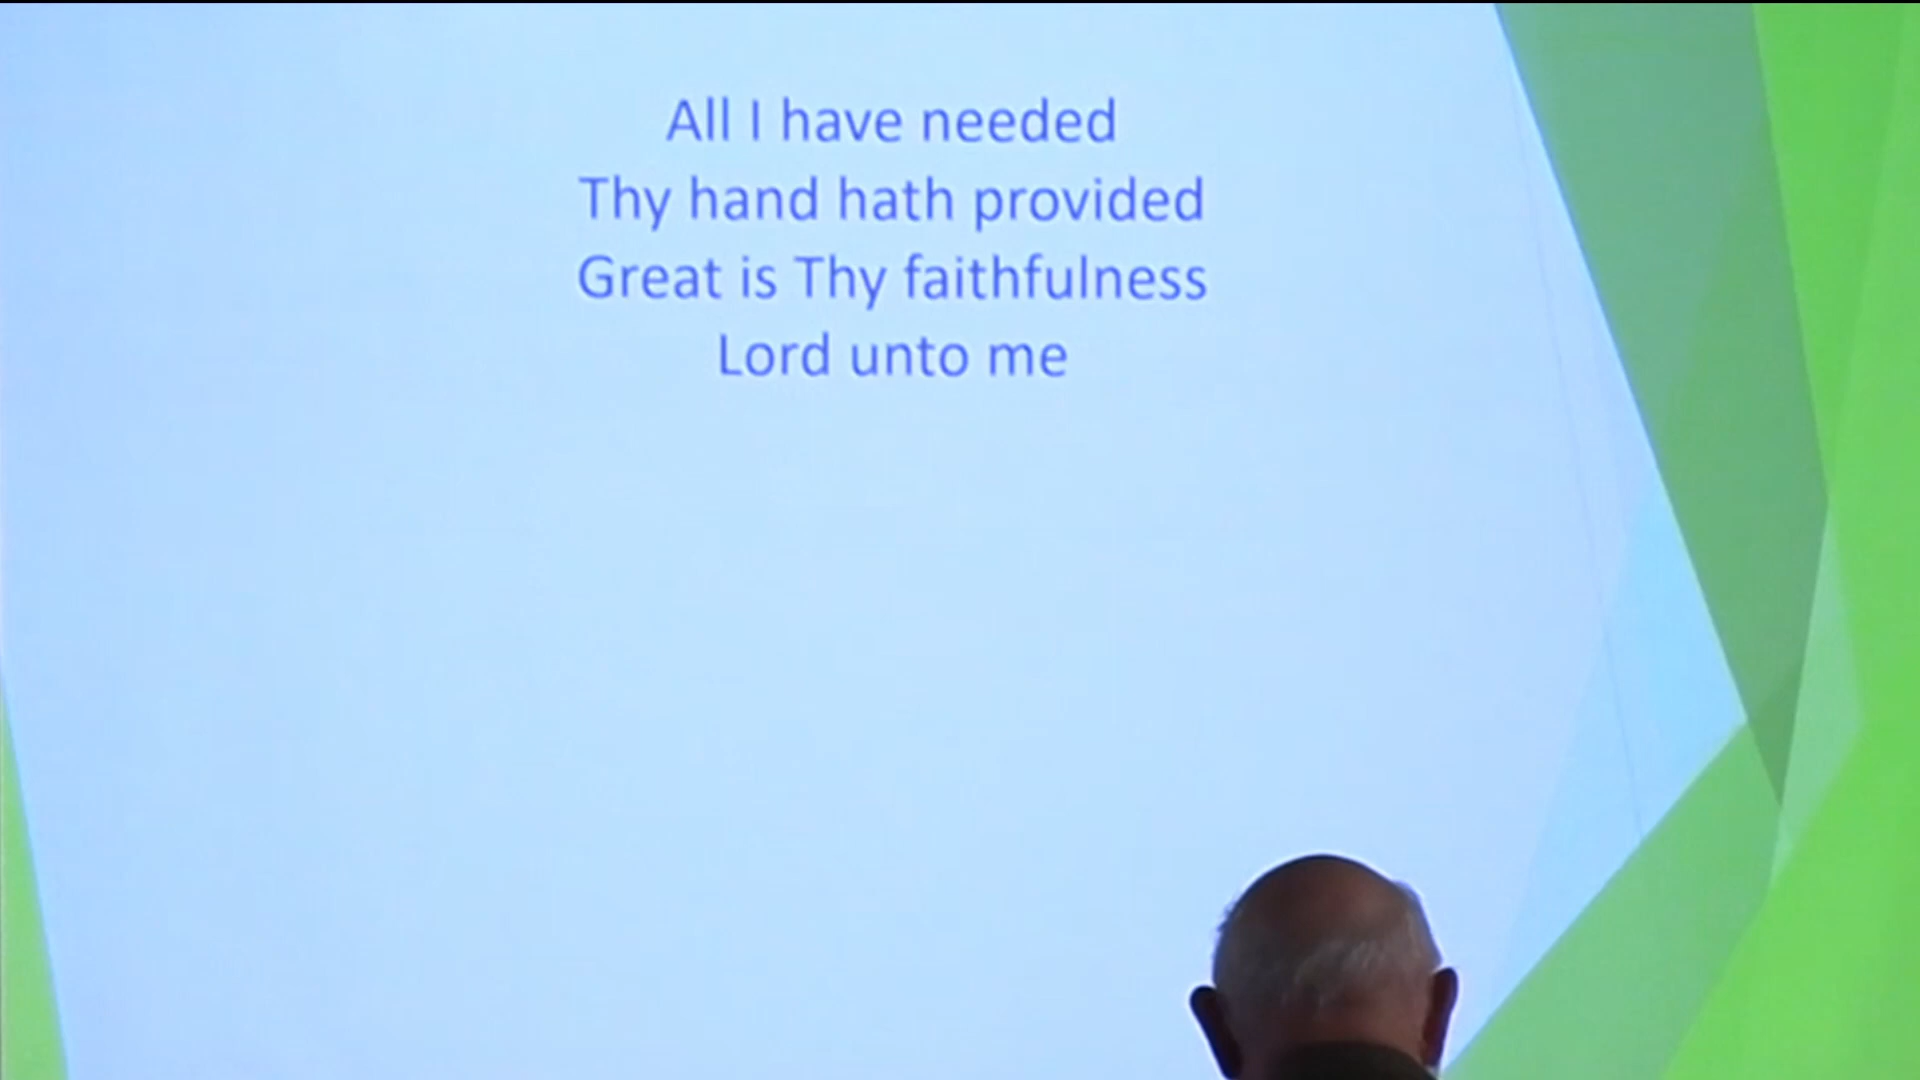 All I have needed
Thy hand hath provided
Great is Thy faithfulness
Lord unto me